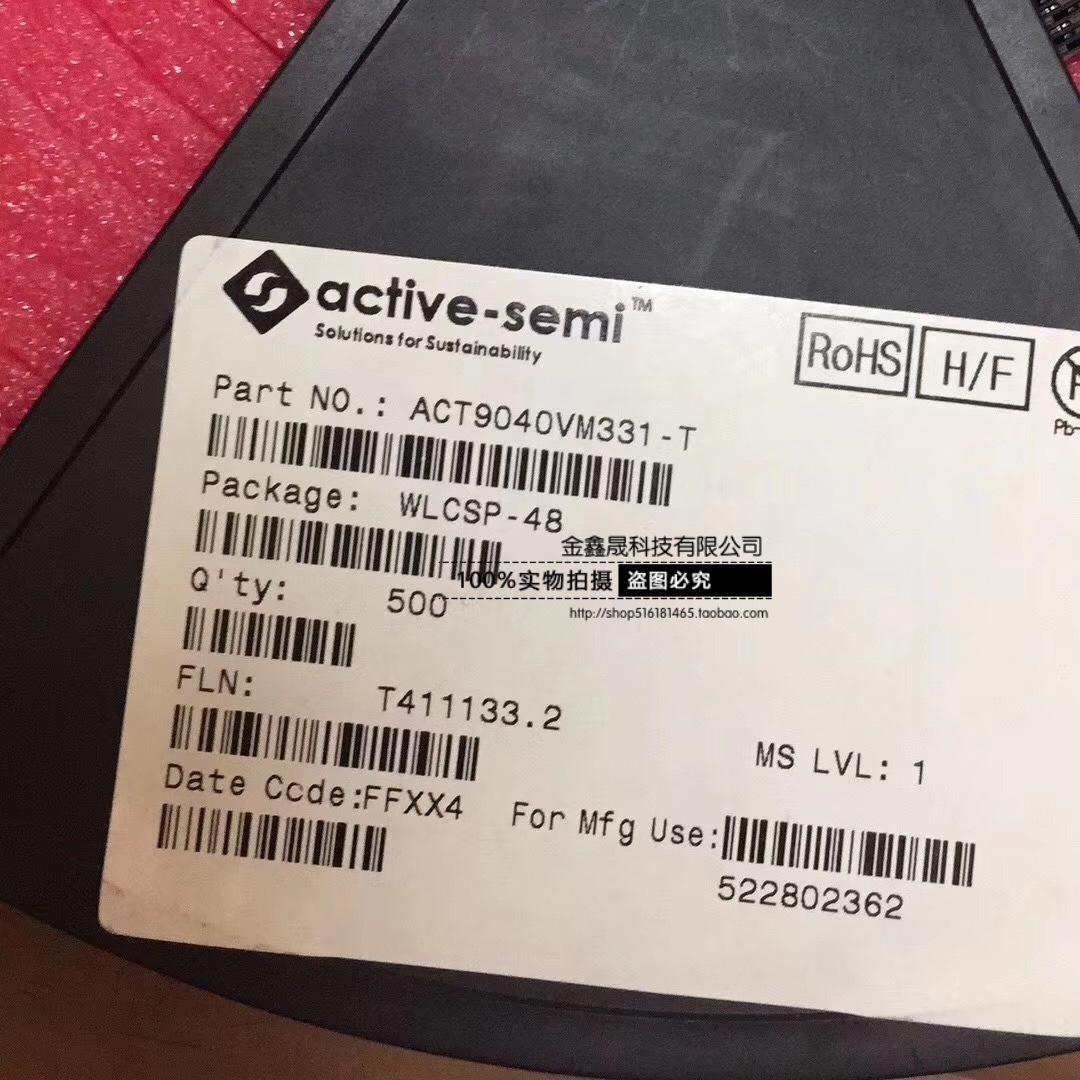 active-semi™
Solutions for Sustainability
RoHS
H/F
Pb-
Part NO.: ACT9040VM331-T
Package: WLCSP-48
金鑫晟科技有限公司
100%实物拍摄 盗图必究
http://shop516181465.taobao.com
Q'ty: 500
FLN: T411133.2
MS LVL: 1
Date Code:FFXX4
For Mfg Use:
522802362